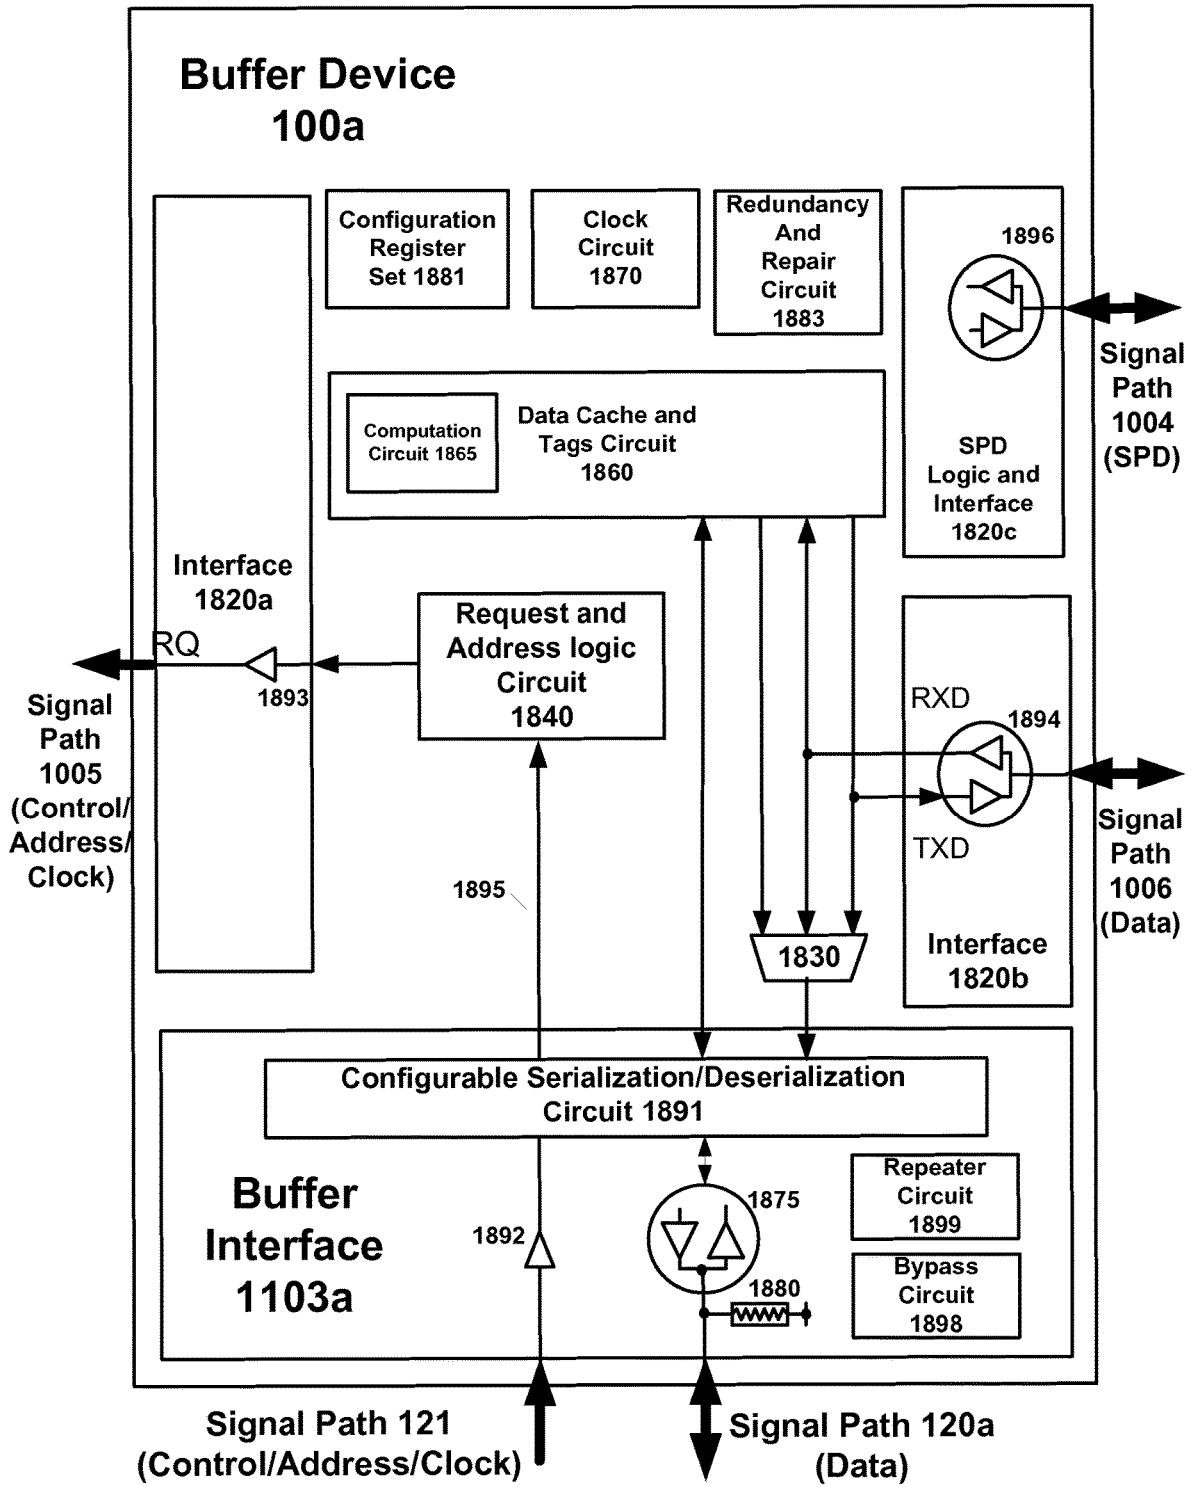 Buffer Device
100a
Configuration
Register
Set 1881
Clock
Circuit
1870
Redundancy
And
Repair
Circuit
1883
1896
SPD
Logic and
Interface
1820c
Signal
Path
1004
(SPD)
Computation
Circuit 1865
Data Cache and
Tags Circuit
1860
Interface
1820a
RQ
1893
Signal
Path
1005
(Control/
Address/
Clock)
Request and
Address logic
Circuit
1840
RXD
1894
TXD
Interface
1820b
Signal
Path
1006
(Data)
1895
1830
Configurable Serialization/Deserialization
Circuit 1891
Buffer
Interface
1103a
1892
1875
1880
Repeater
Circuit
1899
Bypass
Circuit
1898
Signal Path 121
(Control/Address/Clock)
Signal Path 120a
(Data)